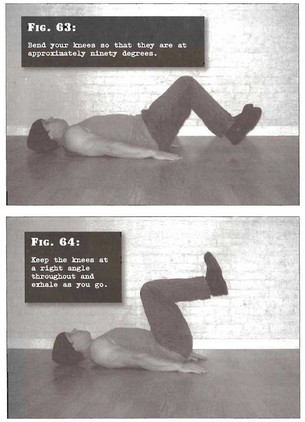 FIG. 63:
Bend your knees so that they are at
approximately ninety degrees.
FIG. 64:
Keep the knees at
a right angle
throughout and
exhale as you go.